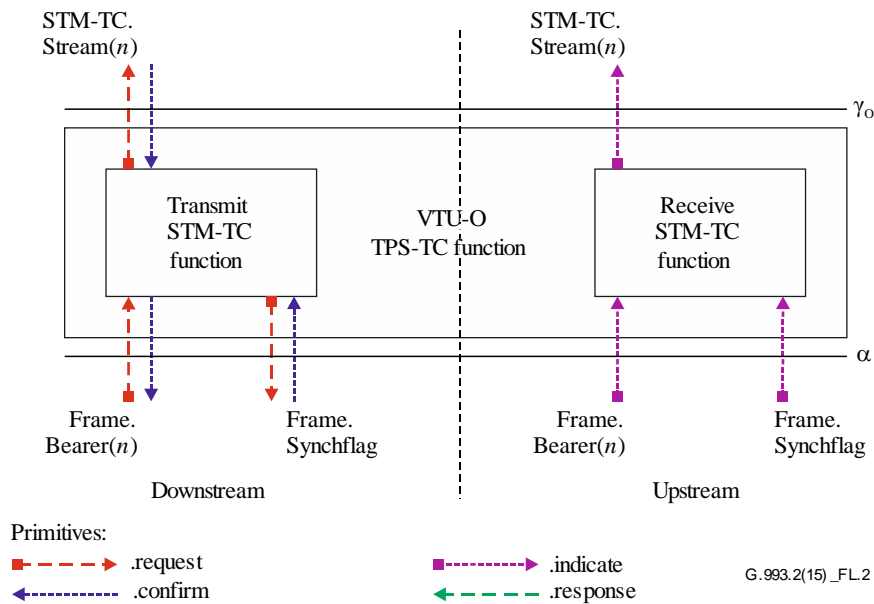 STM-TC.
Stream(n)
STM-TC.
Stream(n)
γO
Transmit
STM-TC
function
VTU-O
TPS-TC function
Receive
STM-TC
function
α
Frame.
Bearer(n)
Frame.
Synchflag
Frame.
Bearer(n)
Frame.
Synchflag
Downstream
Upstream
Primitives:
.request
.indicate
.confirm
.response
G.993.2(15)_FL.2